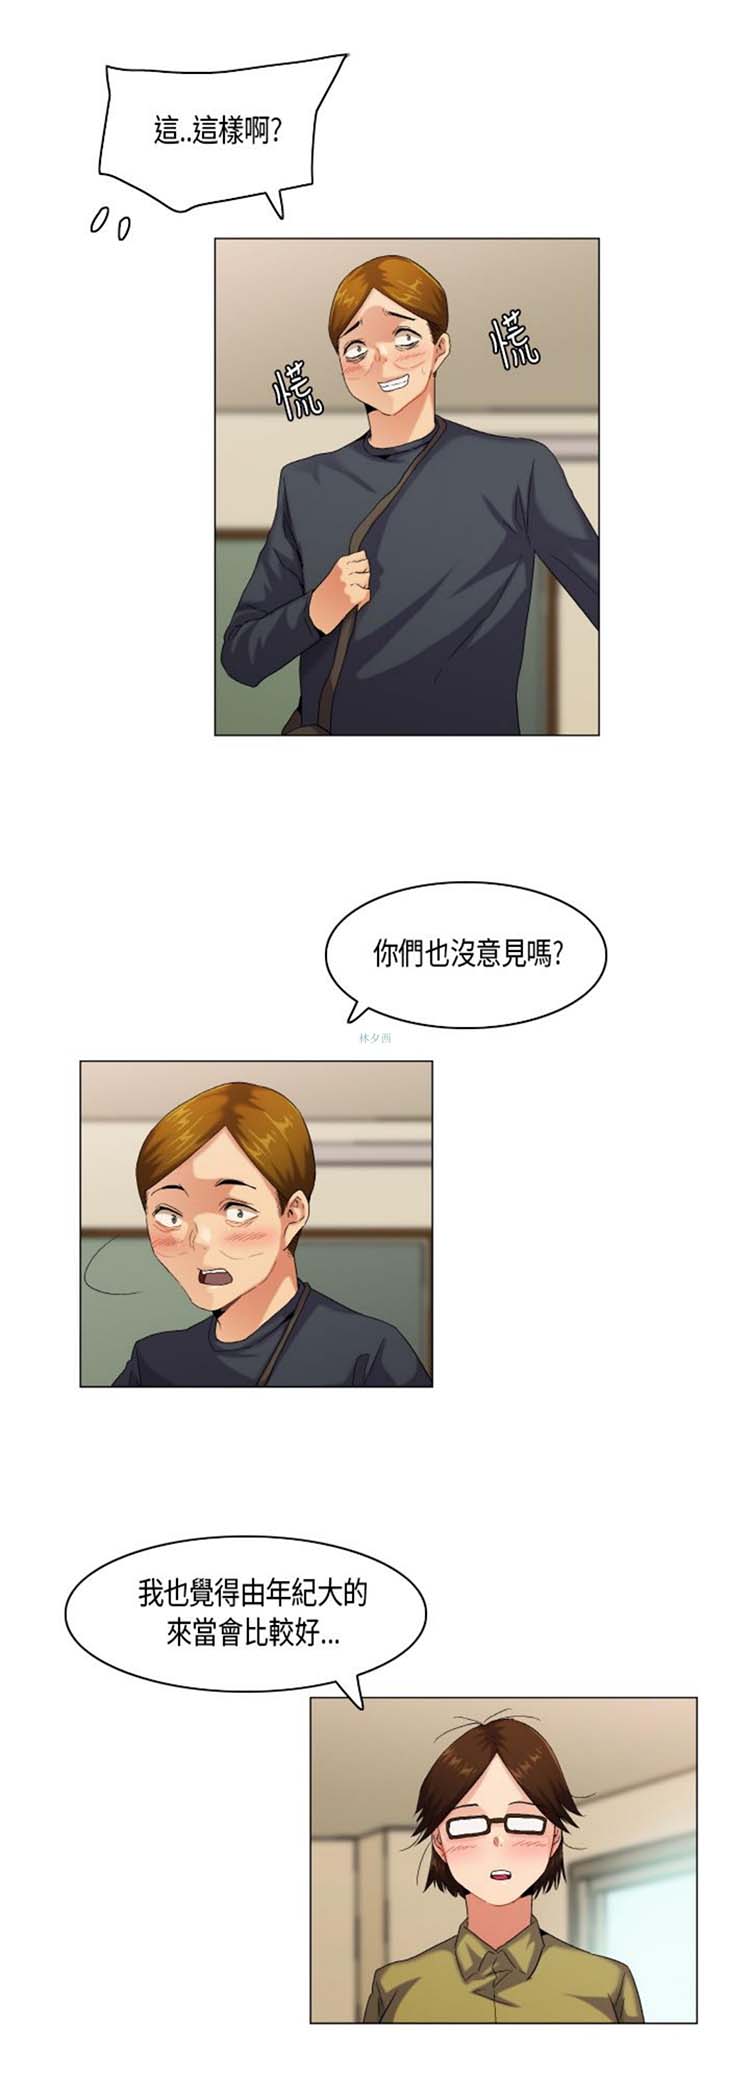 這..這樣啊?
慌
慌
你們也沒意見嗎?
林夕西
我也覺得由年紀大的
來當會比較好...